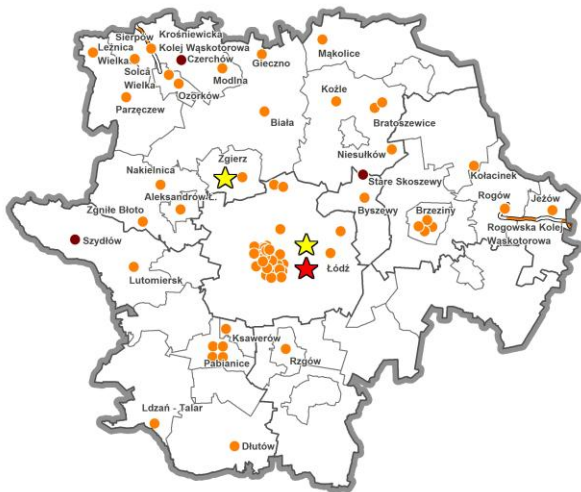 Sierpów
Krośniewicka
Kolej Wąskotorowa
Leźnica
Wielka
Czerchów
Solca
Wielka
Modlna
Gieczno
Mąkolice
Ozorków
Parzęczew
Koźle
Bratoszewice
Biała
Niesułków
Zgierz
Nakielnica
Stare Skoszewy
Kołacinek
Aleksandrów Ł.
Byszewy
Rogów
Jeżów
Brzeziny
Zgniłe Błoto
Rogowska Kolej
Wąskotorowa
Szydłów
Łódź
Lutomiersk
Ksawerów
Pabianice
Rzgów
Ldzań - Talar
Dłutów